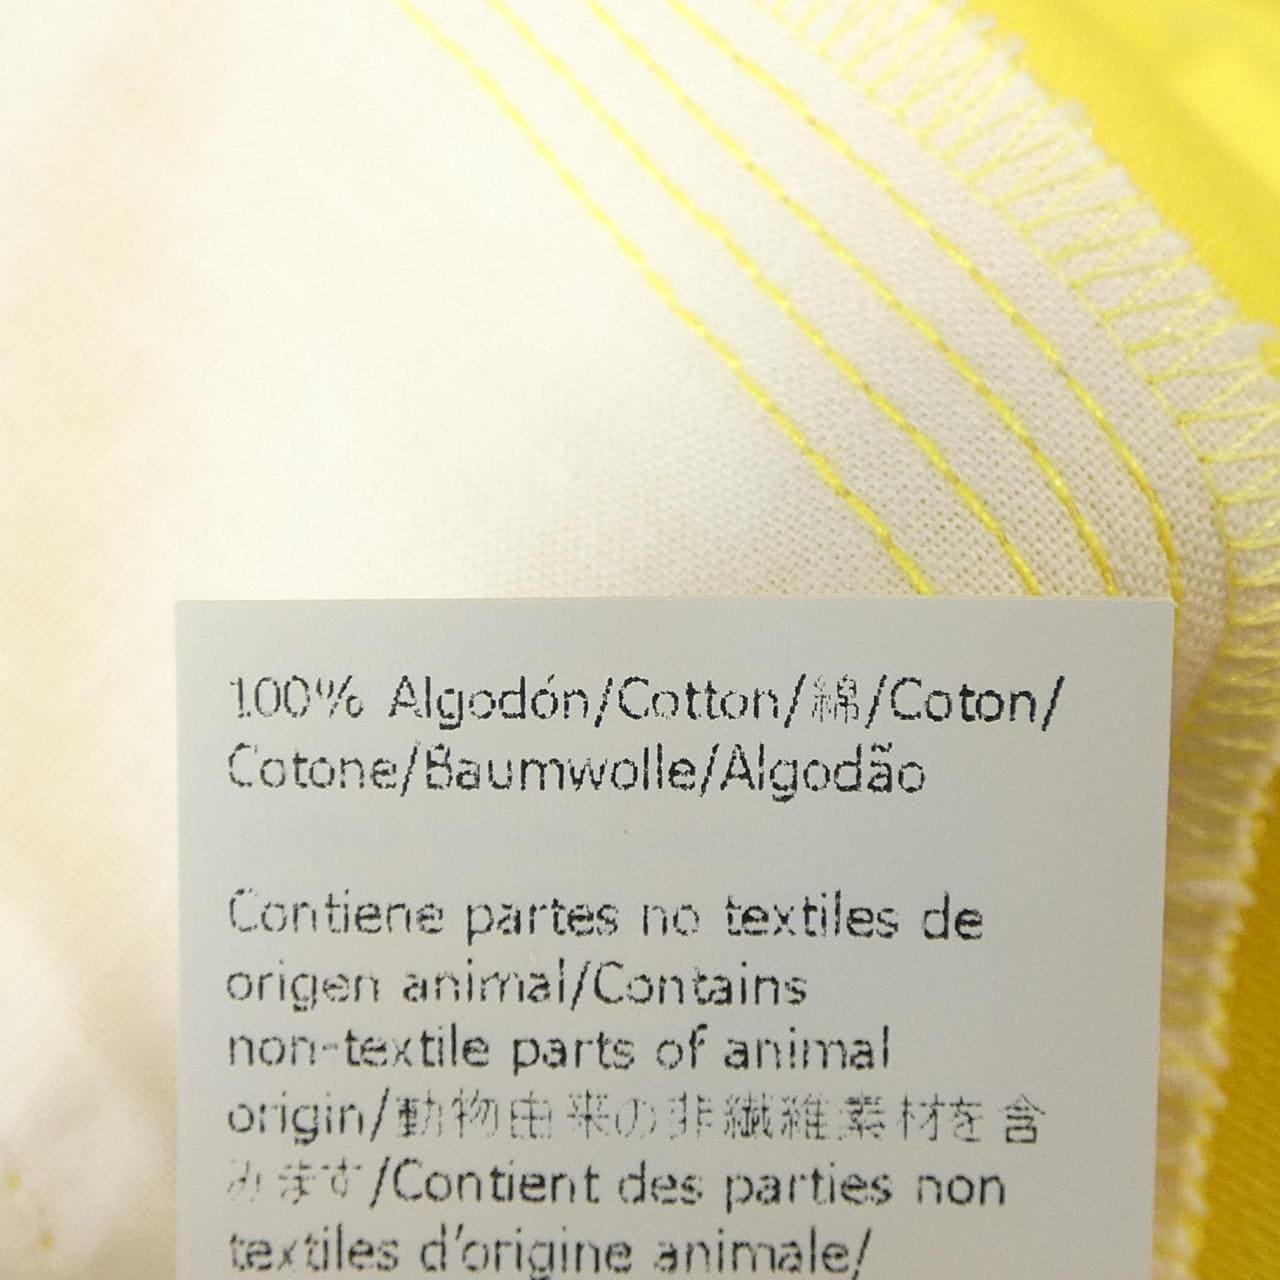 100% Algodón/Cotton/綿/Coton/
Cotone/Baumwolle/Algodão
Contiene partes no textiles de
origen animal/Contains
non-textile parts of animal
origin/動物由来の非繊維素材を含
みます/Contient des parties non
textiles d'origine animale/